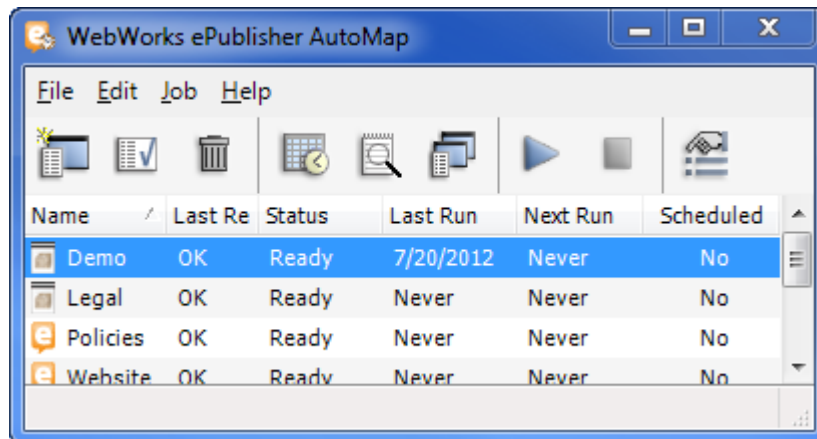 WebWorks ePublisher AutoMap
File Edit Job Help
Name Last Re Status Last Run Next Run Scheduled
Demo OK Ready 7/20/2012 Never No
Legal OK Ready Never Never No
Policies OK Ready Never Never No
Website OK Ready Never Never No